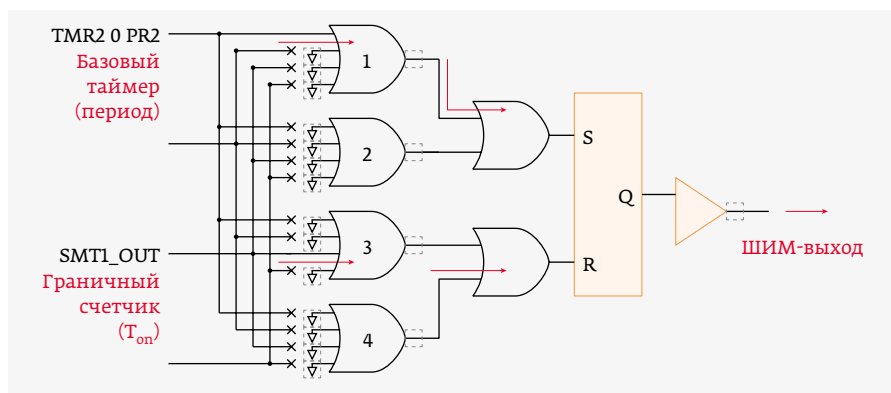 TMR2 0 PR2
Базовый
таймер
(период)
1
2
S
Q
ШИМ-выход
SMT1_OUT
Граничный
счетчик
(Ton)
3
R
4